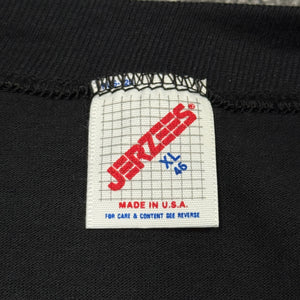 JERZEES®
XL
46
MADE IN U.S.A.
FOR CARE & CONTENT SEE REVERSE